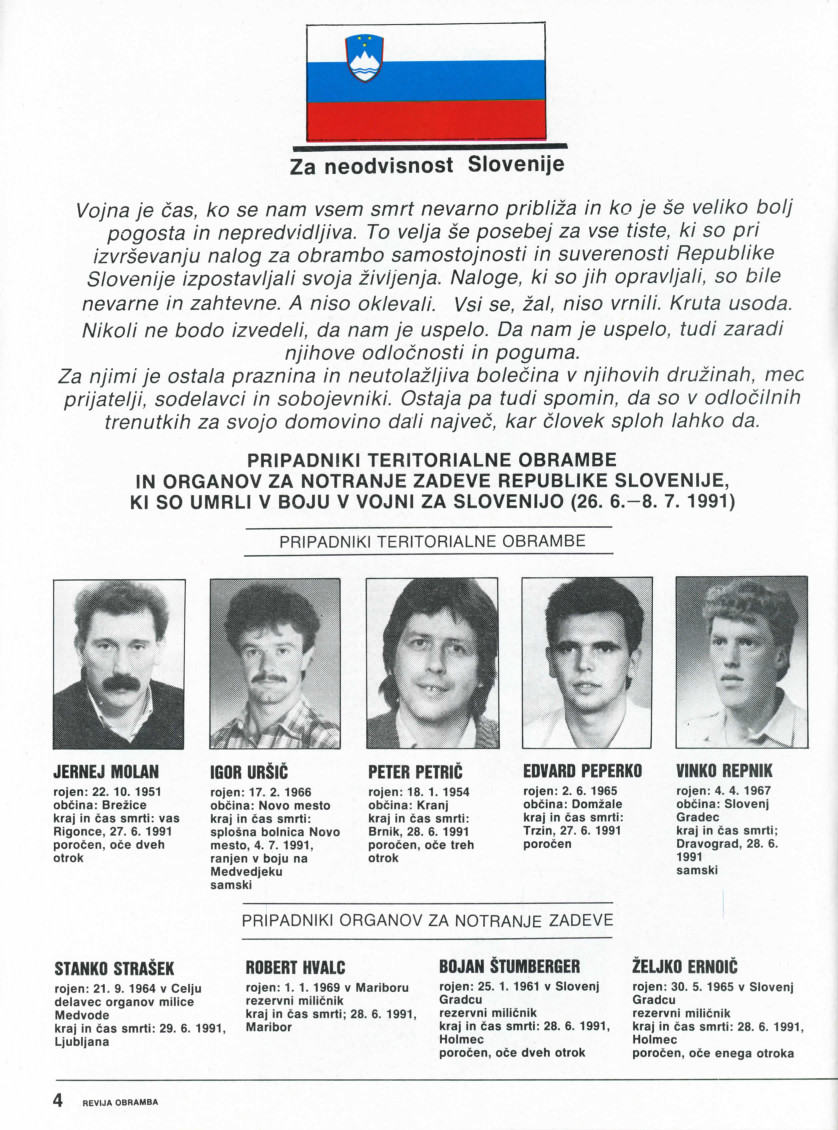 Za neodvisnost Slovenije
Vojna je čas, ko se nam vsem smrt nevarno približa in ko je še veliko bolj
pogosta in nepredvidljiva. To velja še posebej za vse tiste, ki so pri
izvrševanju nalog za obrambo samostojnosti in suverenosti Republike
Slovenije izpostavljali svoja življenja. Naloge, ki so jih opravljali, so bile
nevarne in zahtevne. A niso oklevali. Vsi se, žal, niso vrnili. Kruta usoda.
Nikoli ne bodo izvedeli, da nam je uspelo. Da nam je uspelo, tudi zaradi
njihove odločnosti in poguma.
Za njimi je ostala praznina in neutolažljiva bolečina v njihovih družinah, med
prijatelji, sodelavci in sobojevniki. Ostaja pa tudi spomin, da so v odločilnih
trenutkih za svojo domovino dali največ, kar človek sploh lahko da.
PRIPADNIKI TERITORIALNE OBRAMBE
IN ORGANOV ZA NOTRANJE ZADEVE REPUBLIKE SLOVENIJE,
KI SO UMRLI V BOJU V VOJNI ZA SLOVENIJO (26. 6.—8. 7. 1991)
PRIPADNIKI TERITORIALNE OBRAMBE
JERNEJ MOLAN
rojen: 22. 10. 1951
občina: Brežice
kraj in čas smrti: vas
Rigonce, 27. 6. 1991
poročen, oče dveh
otrok
IGOR URŠIČ
rojen: 17. 2. 1966
občina: Novo mesto
kraj in čas smrti:
splošna bolnica Novo
mesto, 4. 7. 1991,
ranjen v boju na
Medvedjeku
samski
PETER PETRIČ
rojen: 18. 1. 1954
občina: Kranj
kraj in čas smrti:
Brnik, 28. 6. 1991
poročen, oče treh
otrok
EDVARD PEPERKO
rojen: 2. 6. 1965
občina: Domžale
kraj in čas smrti:
Trzin, 27. 6. 1991
poročen
VINKO REPNIK
rojen: 4. 4. 1967
občina: Slovenj
Gradec
kraj in čas smrti;
Dravograd, 28. 6.
1991
samski
PRIPADNIKI ORGANOV ZA NOTRANJE ZADEVE
STANKO STRAŠEK
rojen: 21. 9. 1964 v Celju
delavec organov milice
Medvode
kraj in čas smrti: 29. 6. 1991,
Ljubljana
ROBERT HVALC
rojen: 1. 1. 1969 v Mariboru
rezervni miličnik
kraj in čas smrti; 28. 6. 1991,
Maribor
BOJAN ŠTUMBERGER
rojen: 25. 1. 1961 v Slovenj
Gradcu
rezervni miličnik
kraj in čas smrti: 28. 6. 1991,
Holmec
poročen, oče dveh otrok
ŽELJKO ERNOIČ
rojen: 30. 5. 1965 v Slovenj
Gradcu
rezervni miličnik
kraj in čas smrti: 28. 6. 1991,
Holmec
poročen, oče enega otroka
4 REVIJA OBRAMBA